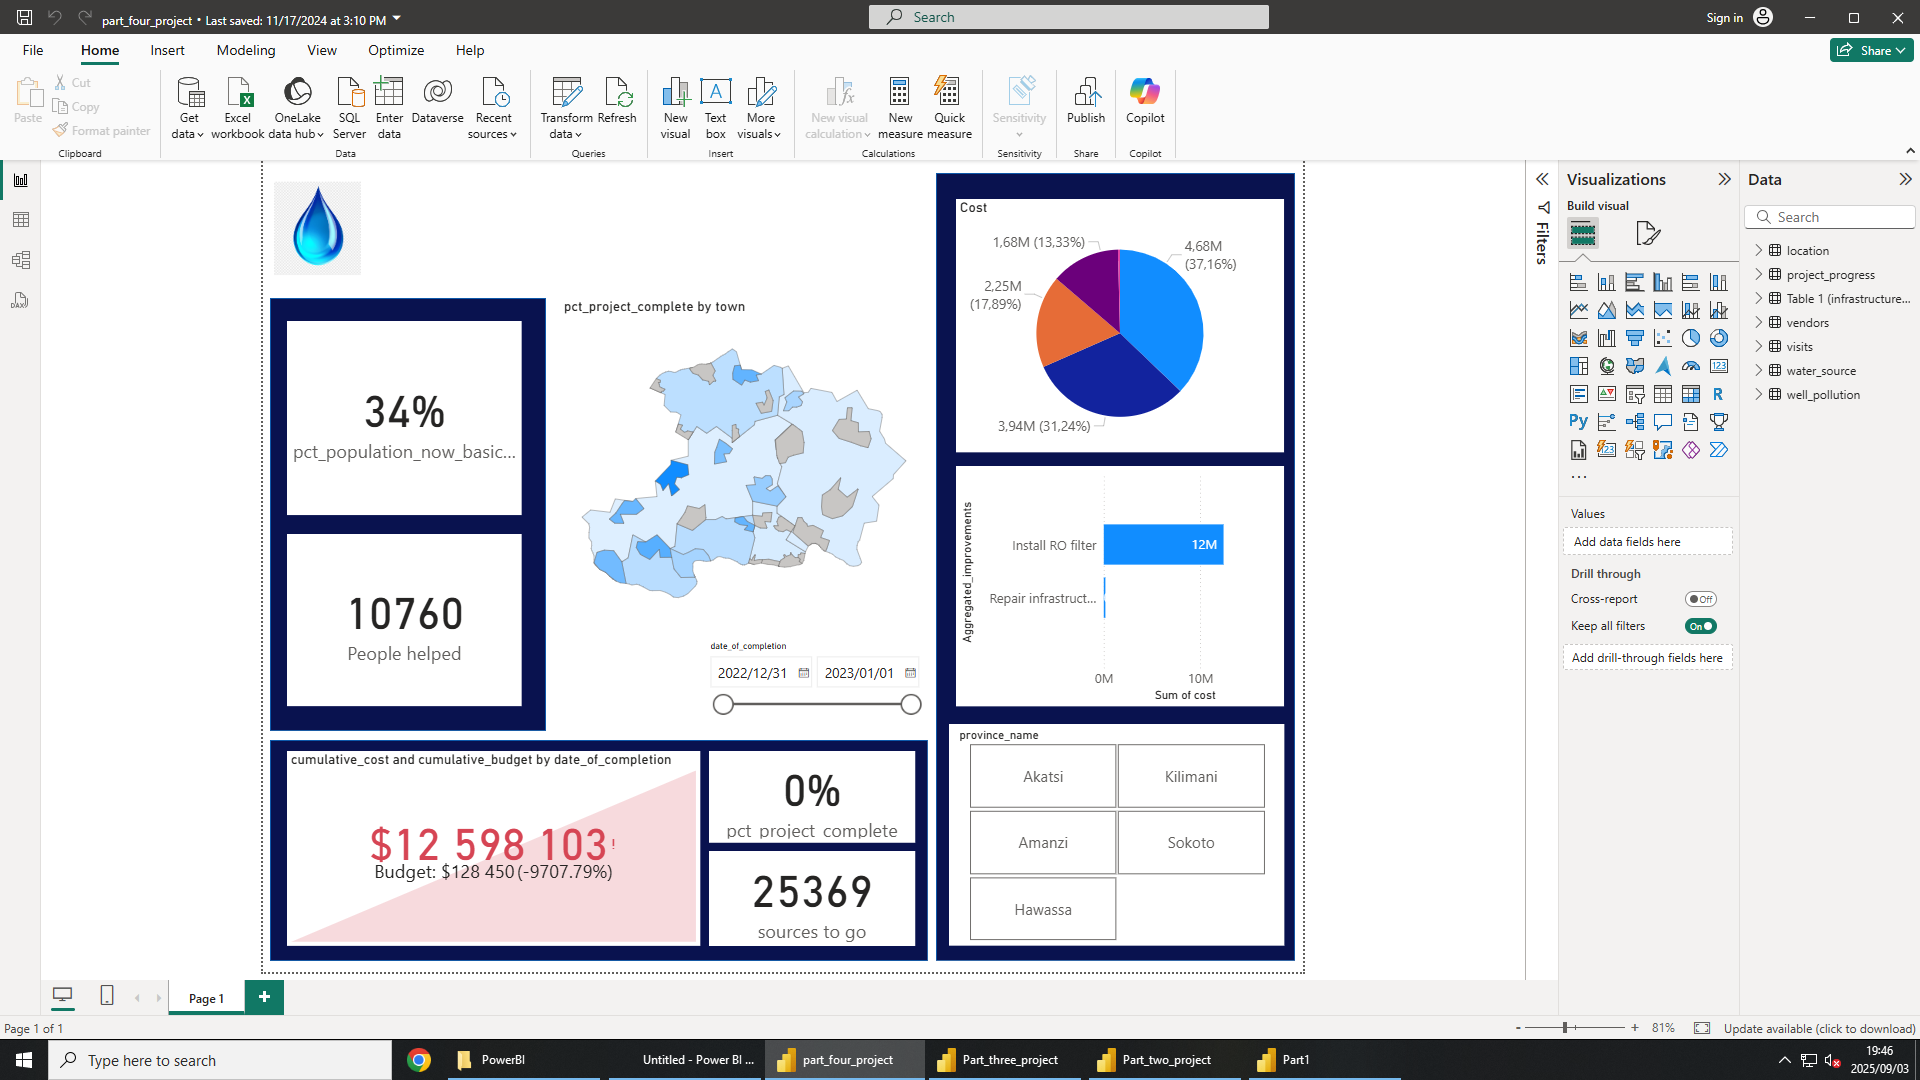 part_four_project • Last saved: 11/17/2024 at 3:10 PM
Search
Sign in
File
Home
Insert
Modeling
View
Optimize
Help
Share
Paste
Cut
Copy
Format painter
Clipboard
Get data
Excel workbook
OneLake data hub
SQL Server
Enter data
Dataverse
Recent sources
Data
Transform data
Refresh
Queries
New visual
Text box
More visuals
Insert
New visual calculation
New measure
Quick measure
Calculations
Sensitivity
Sensitivity
Publish
Share
Copilot
Copilot
34%
pct_population_now_basic...
10760
People helped
pct_project_complete by town
date_of_completion
2022/12/31
2023/01/01
cumulative_cost and cumulative_budget by date_of_completion
$12 598 103!
Budget: $128 450 (-9707.79%)
0%
pct_project_complete
25369
sources to go
Cost
1,68M (13,33%)
4,68M
(37,16%)
2,25M
(17,89%)
3,94M (31,24%)
Aggregated_improvements
Install RO filter
12M
Repair infrastruct...
0M
10M
Sum of cost
province_name
Akatsi
Kilimani
Amanzi
Sokoto
Hawassa
Filters
Visualizations
Build visual
R
Py
123
123
...
Values
Add data fields here
Drill through
Cross-report
Off
Keep all filters
On
Add drill-through fields here
Data
Search
location
project_progress
Table 1 (infrastructure...
vendors
visits
water_source
well_pollution
DAX
Page 1
+
Page 1 of 1
- + 81%
Update available (click to download)
Type here to search
PowerBI
Untitled - Power BI ...
part_four_project
Part_three_project
Part_two_project
Part1
19:46
2025/09/03